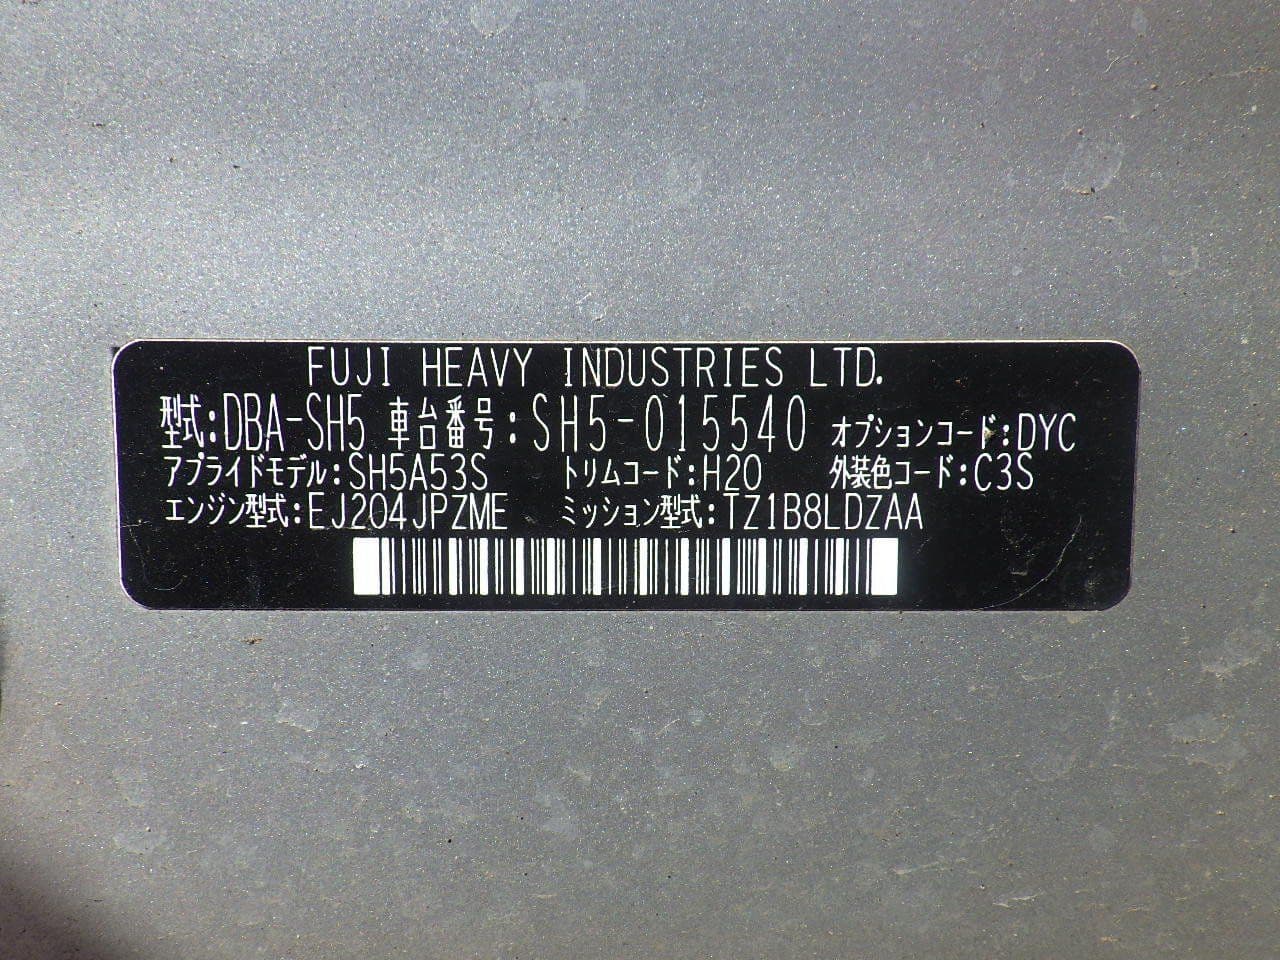 FUJI HEAVY INDUSTRIES LTD.
型式:DBA-SH5 車台番号:SH5-015540 オプションコード:DYC
アプライドモデル:SH5A53S トリムコード:H20 外装色コード:C3S
エンジン型式:EJ204JPZME ミッション型式:TZ1B8LDZAA